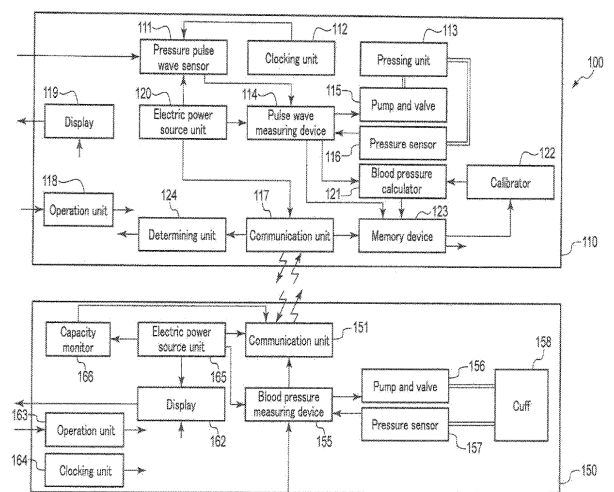 111
112
113
100
Pressure pulse
wave sensor
Clocking unit
Pressing unit
119
120
114
115
Display
Electric power
source unit
Pulse wave
measuring device
Pump and valve
116
Pressure sensor
122
118
121
Blood pressure
calculator
Calibrator
Operation unit
124
117
123
Determining unit
Communication unit
Memory device
110
151
Capacity
monitor
Electric power
source unit
Communication unit
156
158
166
165
Pump and valve
163
Display
Blood pressure
measuring device
Cuff
Operation unit
162
155
Pressure sensor
157
164
Clocking unit
150